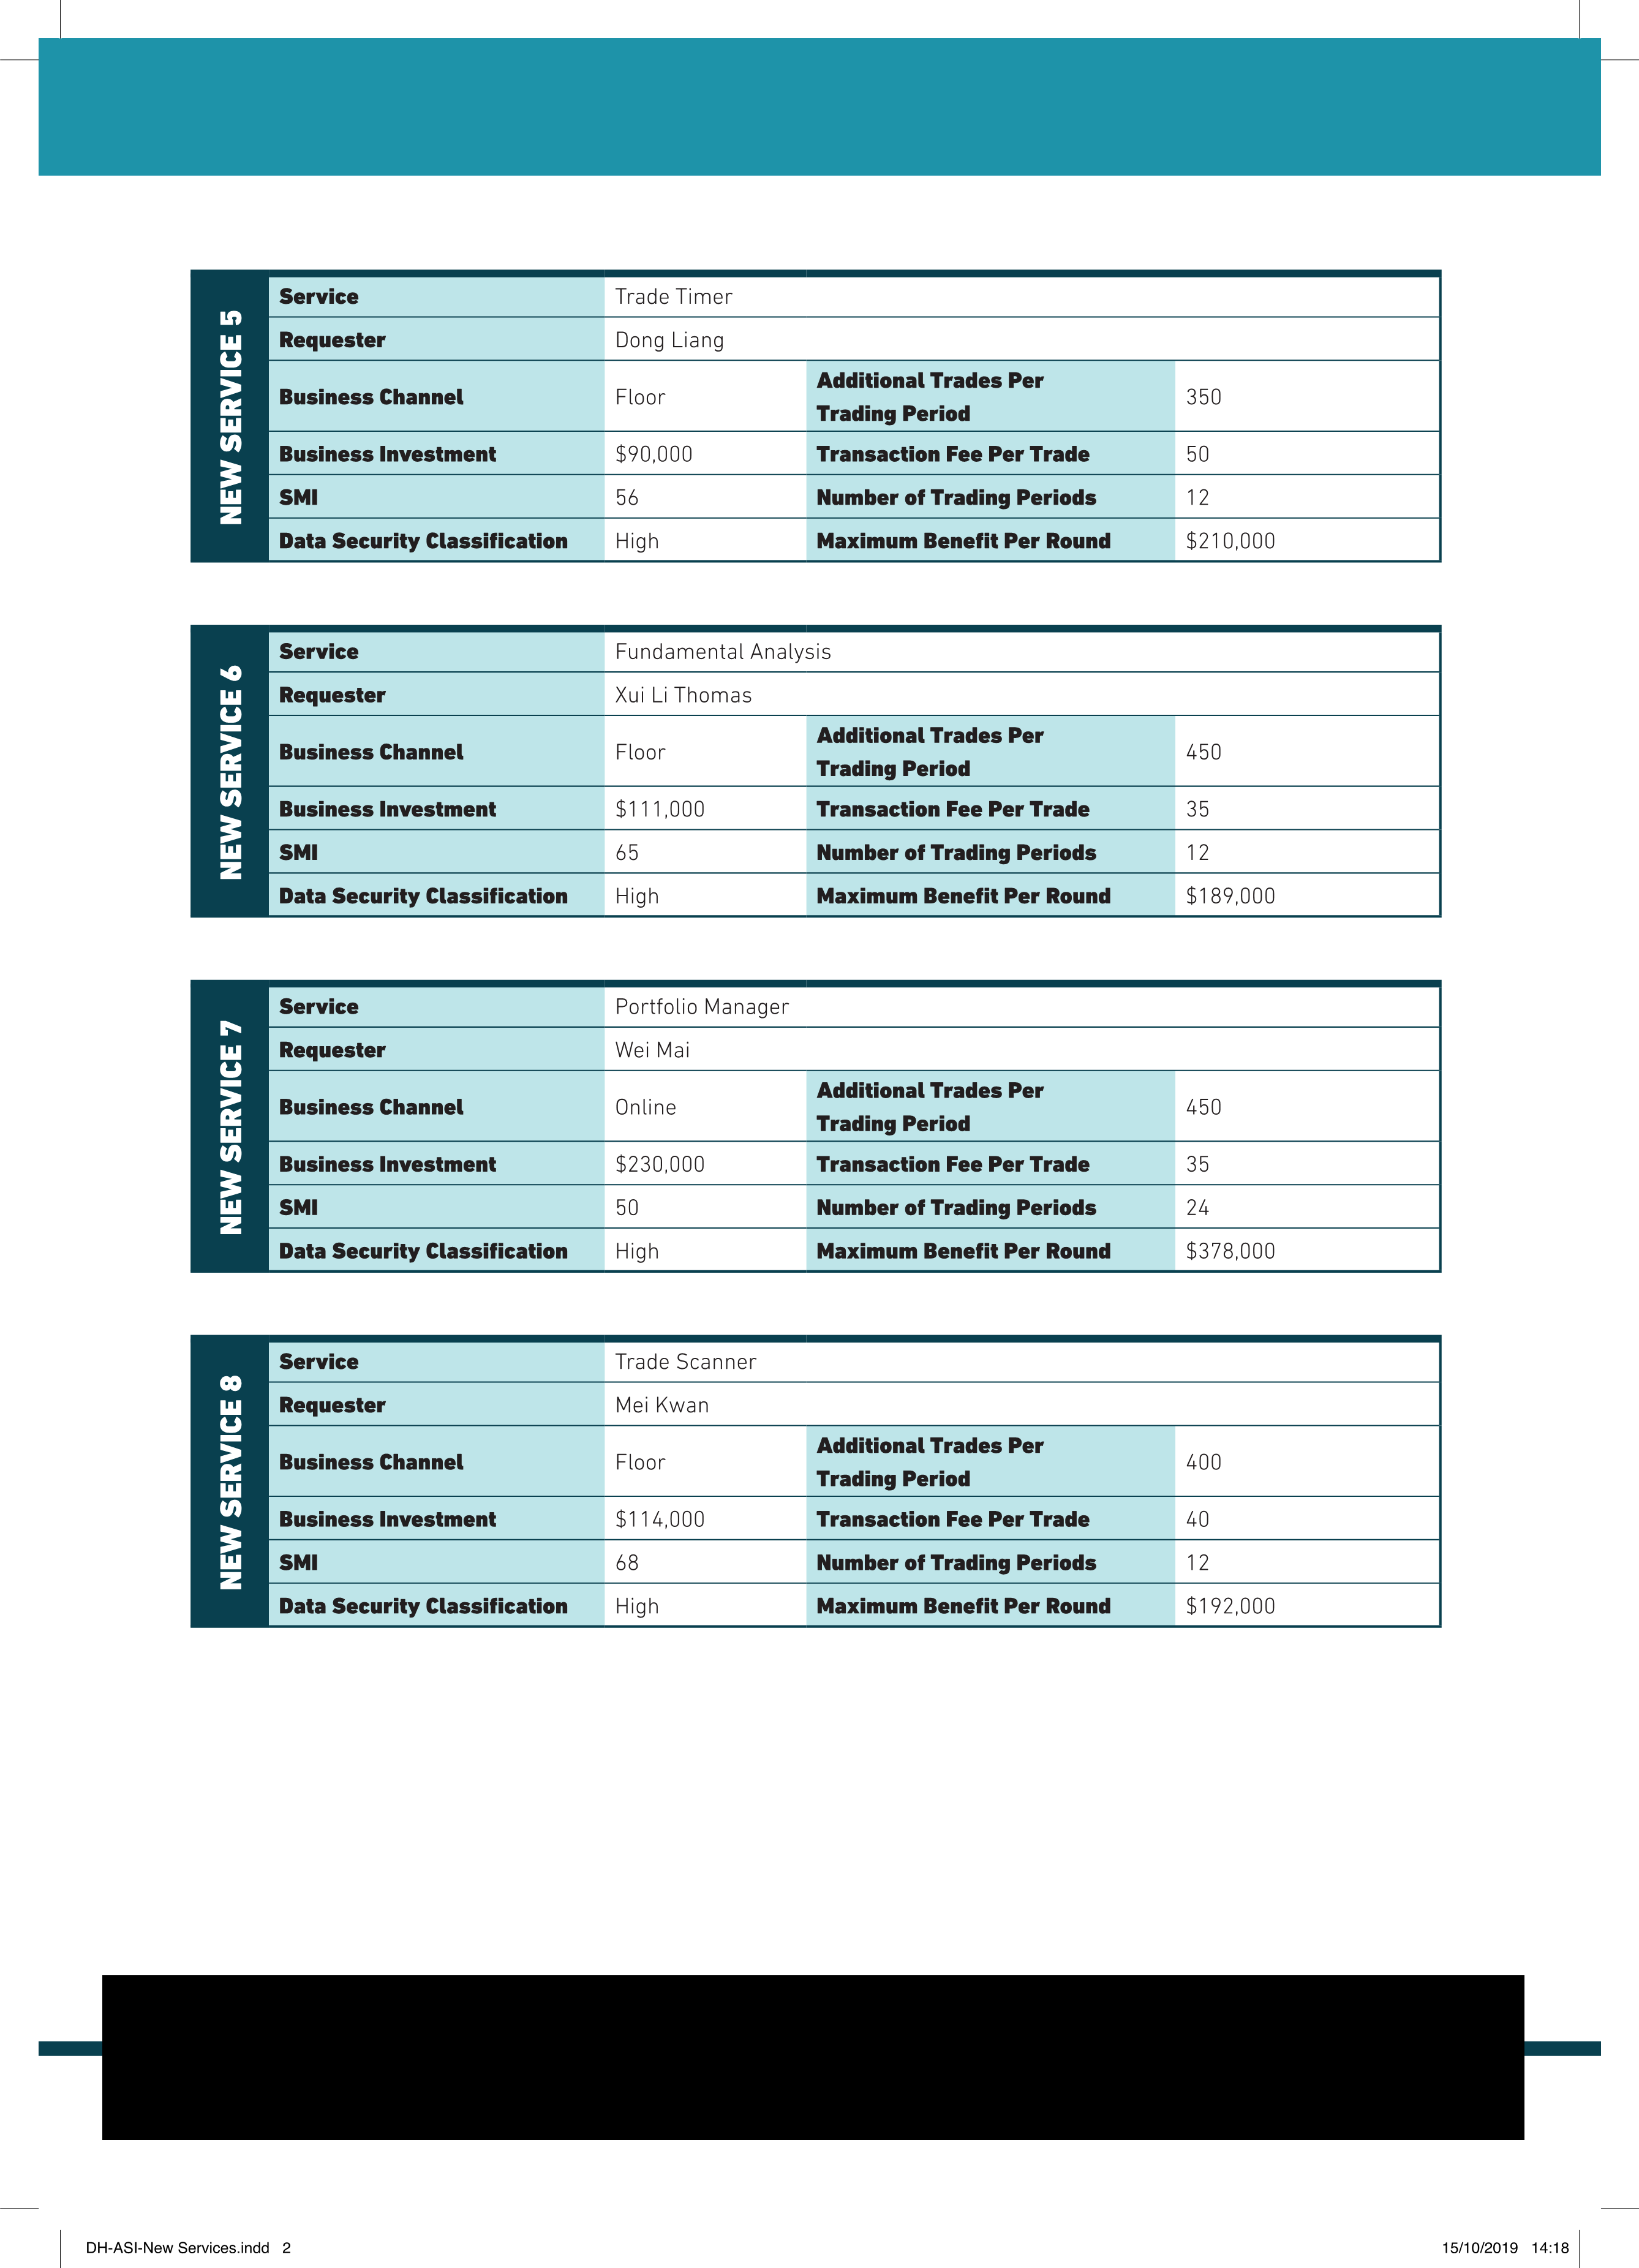 NEW SERVICE 5
Service Trade Timer
Requester Dong Liang
Business Channel Floor Additional Trades Per Trading Period 350
Business Investment $90,000 Transaction Fee Per Trade 50
SMI 56 Number of Trading Periods 12
Data Security Classification High Maximum Benefit Per Round $210,000
NEW SERVICE 6
Service Fundamental Analysis
Requester Xui Li Thomas
Business Channel Floor Additional Trades Per Trading Period 450
Business Investment $111,000 Transaction Fee Per Trade 35
SMI 65 Number of Trading Periods 12
Data Security Classification High Maximum Benefit Per Round $189,000
NEW SERVICE 7
Service Portfolio Manager
Requester Wei Mai
Business Channel Online Additional Trades Per Trading Period 450
Business Investment $230,000 Transaction Fee Per Trade 35
SMI 50 Number of Trading Periods 24
Data Security Classification High Maximum Benefit Per Round $378,000
NEW SERVICE 8
Service Trade Scanner
Requester Mei Kwan
Business Channel Floor Additional Trades Per Trading Period 400
Business Investment $114,000 Transaction Fee Per Trade 40
SMI 68 Number of Trading Periods 12
Data Security Classification High Maximum Benefit Per Round $192,000
DH-ASI-New Services.indd 2 15/10/2019 14:18